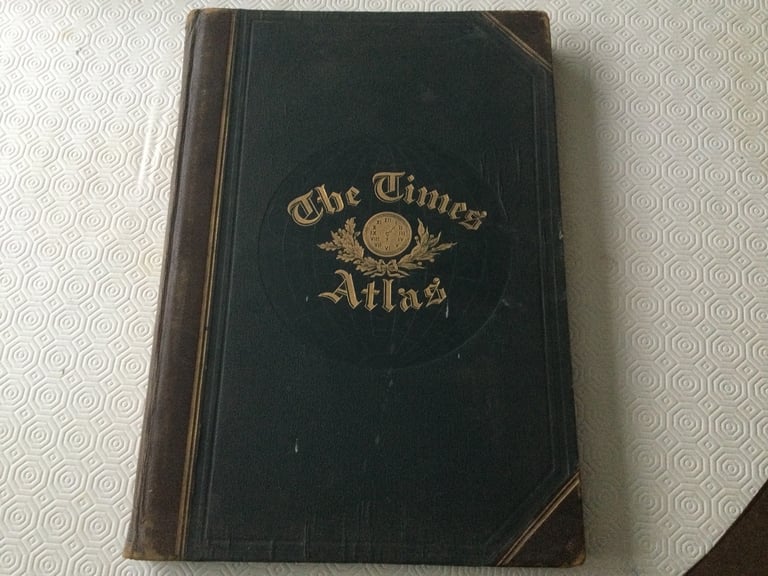 The Times
Atlas